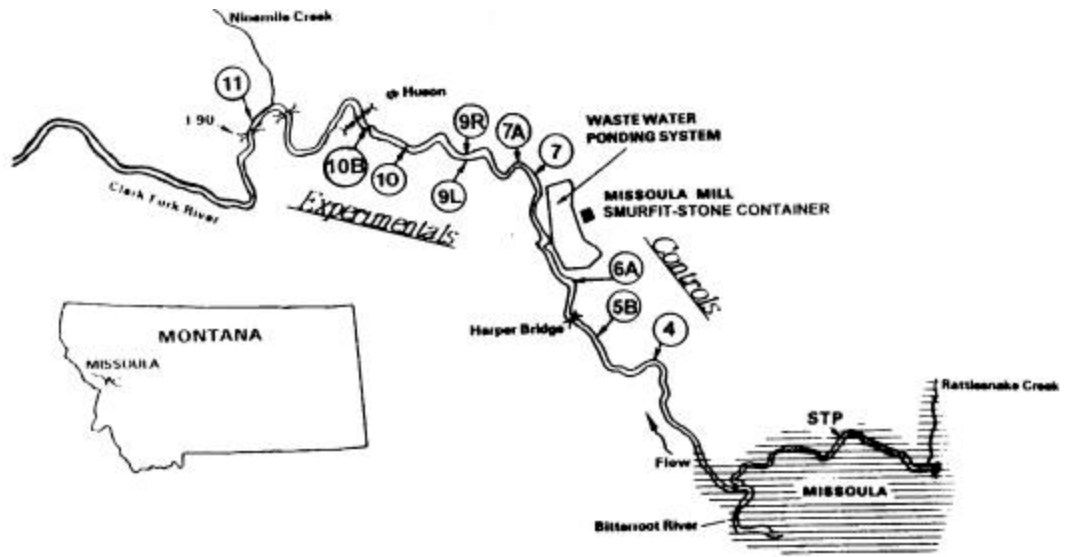 Ninemile Creek
11
I 90
Huson
9R
7A
WASTE WATER
PONDING SYSTEM
7
10B
10
9L
MISSOULA MILL
SMURFIT-STONE CONTAINER
Clark Fork River
Experimentals
Controls
6A
5B
Harper Bridge
4
MONTANA
MISSOULA
Rattlesnake Creek
STP
Flow
MISSOULA
Bitterroot River